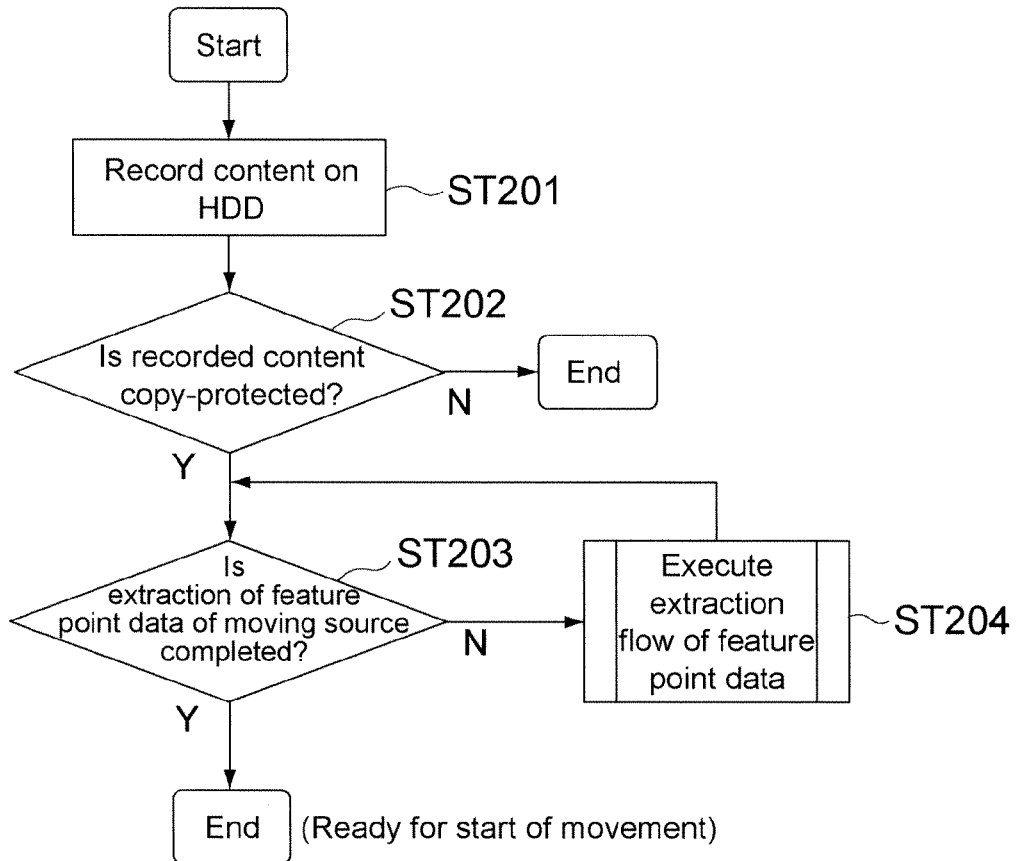 Start
Record content on
HDD
ST201
ST202
Is recorded content
copy-protected?
N
End
Y
ST203
Is
extraction of feature
point data of moving source
completed?
N
Execute
extraction
flow of feature
point data
ST204
Y
End
(Ready for start of movement)